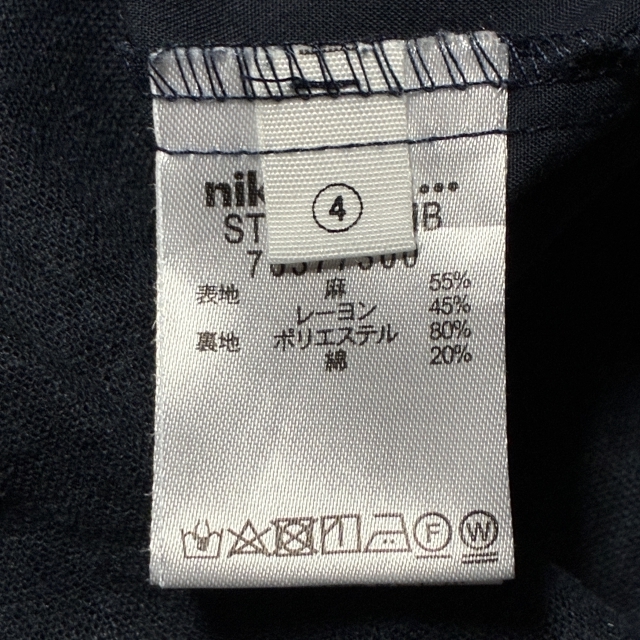 nik ...
④
ST B
表地 麻 55%
レーヨン 45%
裏地 ポリエステル 80%
綿 20%
F W